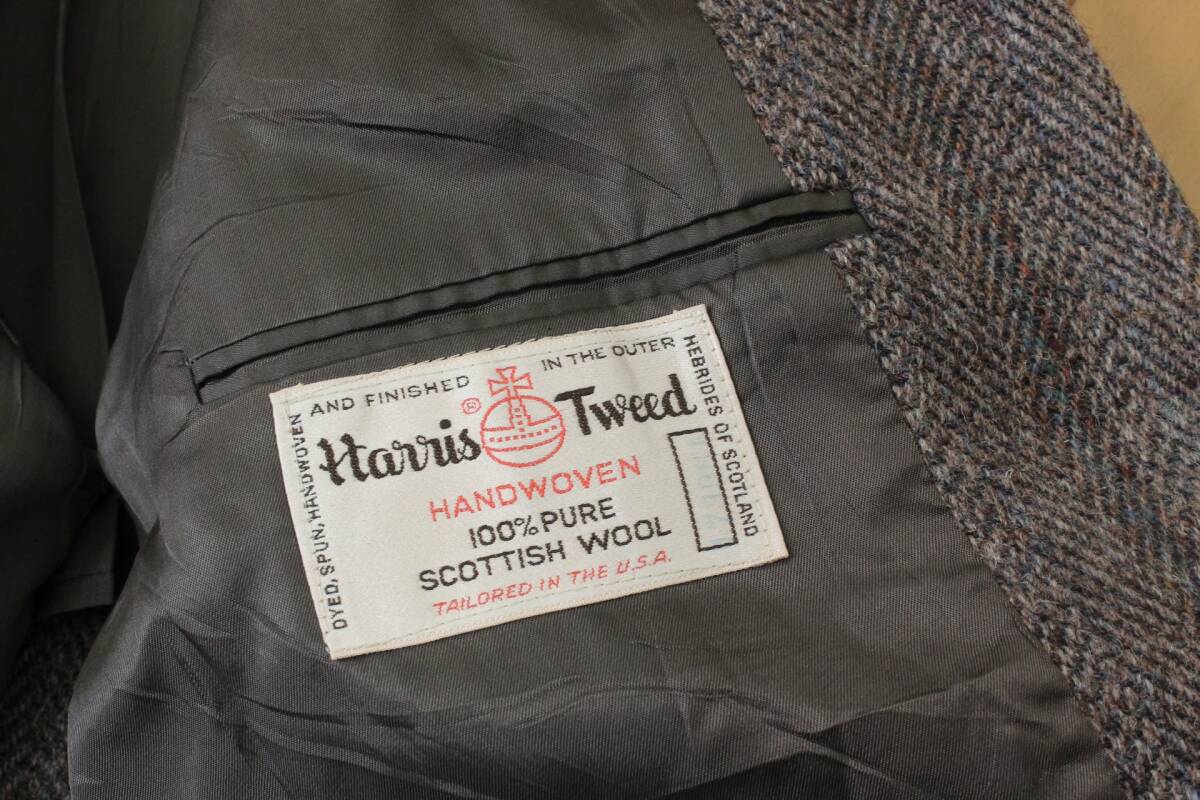 DYED, SPUN, HANDWOVEN
AND FINISHED
IN THE OUTER
HEBRIDES OF SCOTLAND
Harris ® Tweed
HANDWOVEN
100% PURE
SCOTTISH WOOL
TAILORED IN THE U.S.A.